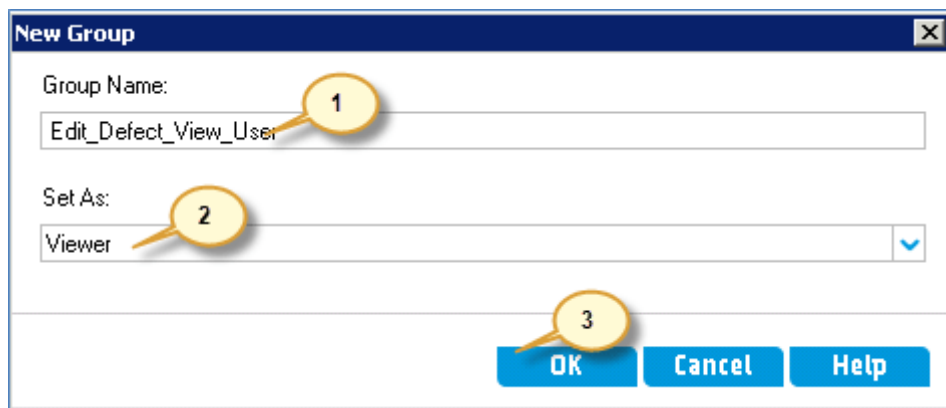 New Group
Group Name:
1
Edit_Defect_View_User
Set As:
2
Viewer
3
OK Cancel Help